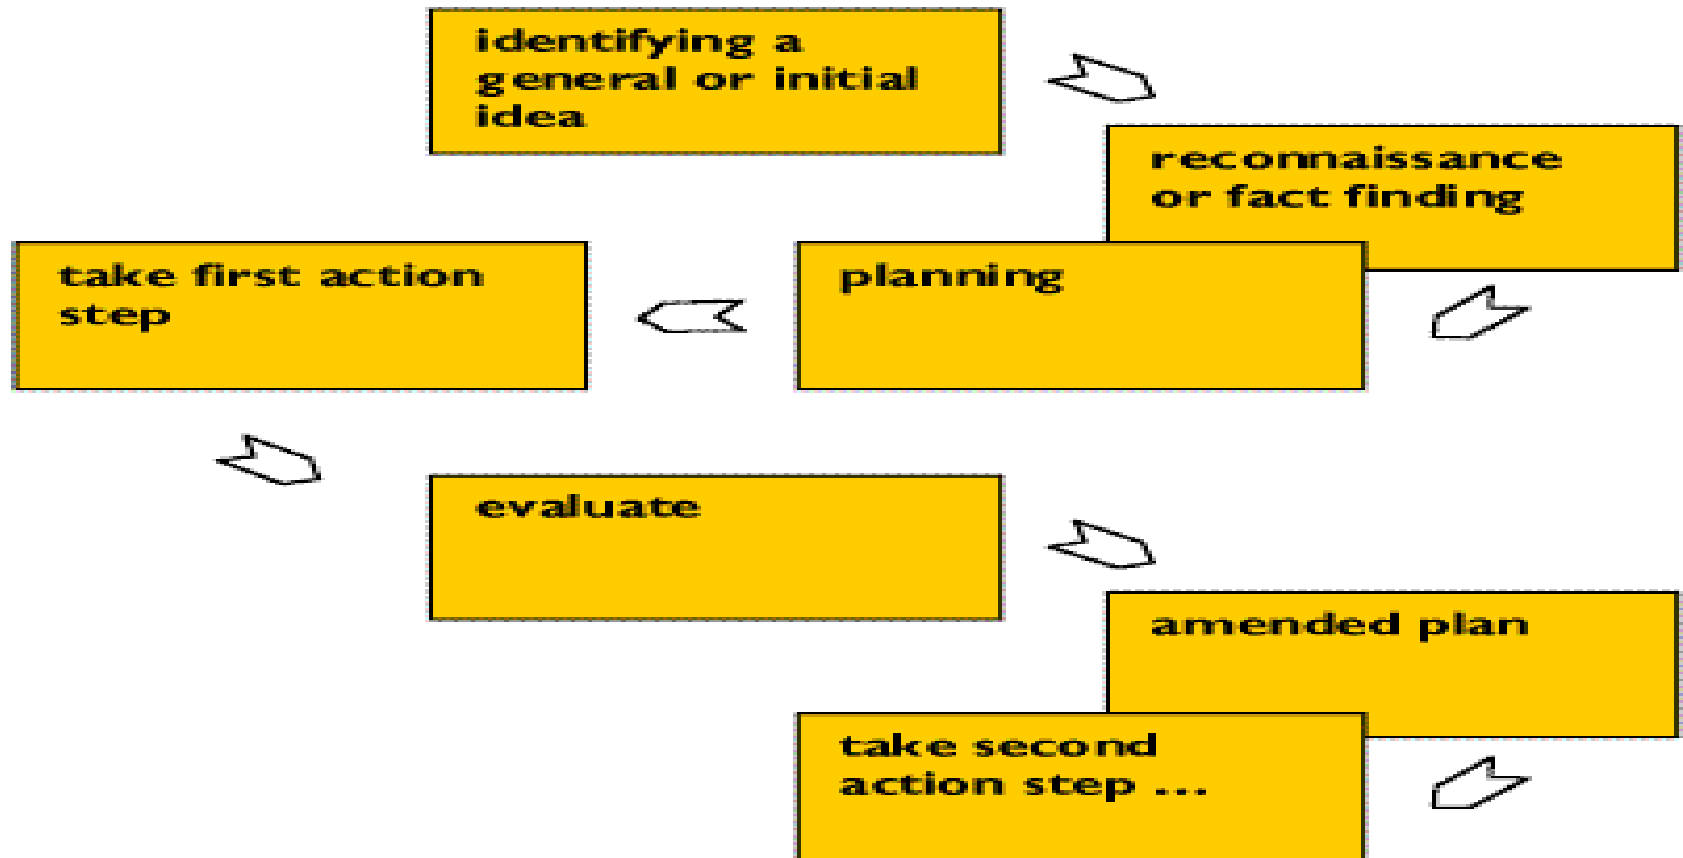 identifying a
general or initial
idea
reconnaissance
or fact finding
planning
take first action
step
evaluate
amended plan
take second
action step ...